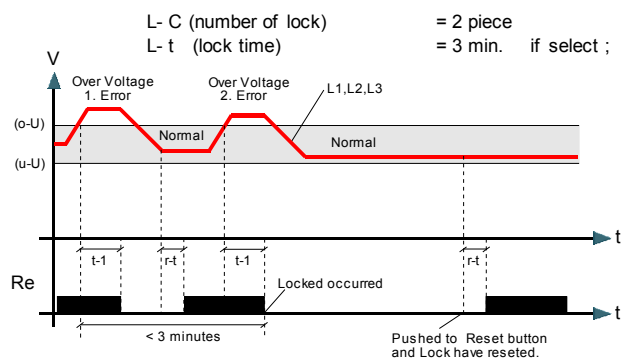 L- C (number of lock) = 2 piece
L- t (lock time) = 3 min. if select ;
V
Over Voltage
1. Error
Over Voltage
2. Error
L1,L2,L3
(o-U)
Normal
Normal
(u-U)
t
t-1
r-t
t-1
r-t
Re
Locked occurred
t
< 3 minutes
Pushed to Reset button
and Lock have reseted.